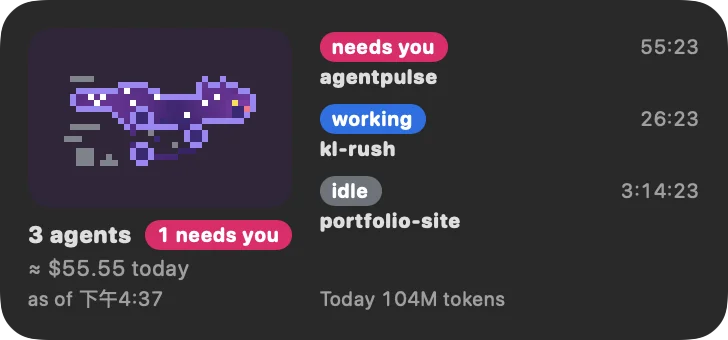 3 agents 1 needs you
≈ $55.55 today
as of 下午4:37
needs you 55:23
agentpulse
working 26:23
kl-rush
idle 3:14:23
portfolio-site
Today 104M tokens